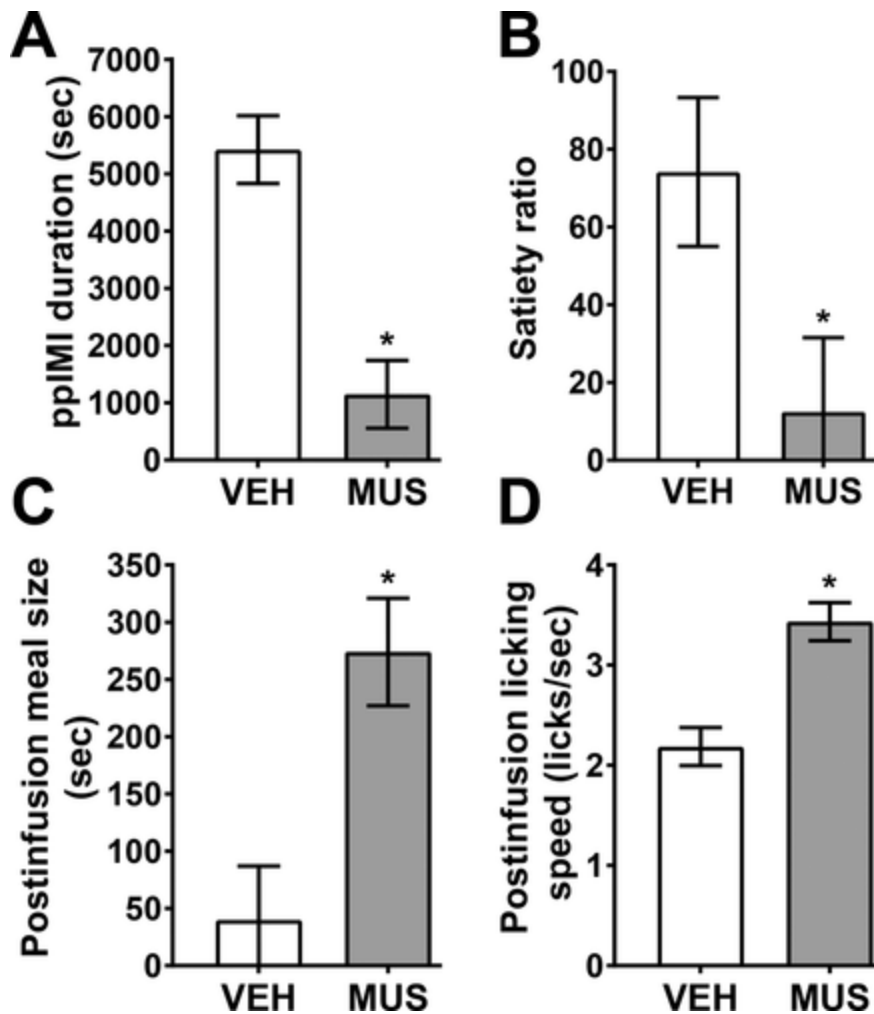 A
ppIMI duration (sec)
7000
6000
5000
4000
3000
2000
1000
0
*
VEH MUS
B
Satiety ratio
100
80
60
40
20
0
*
VEH MUS
C
Postinfusion meal size
(sec)
350
300
250
200
150
100
50
0
*
VEH MUS
D
Postinfusion licking
speed (licks/sec)
4
3
2
1
0
*
VEH MUS